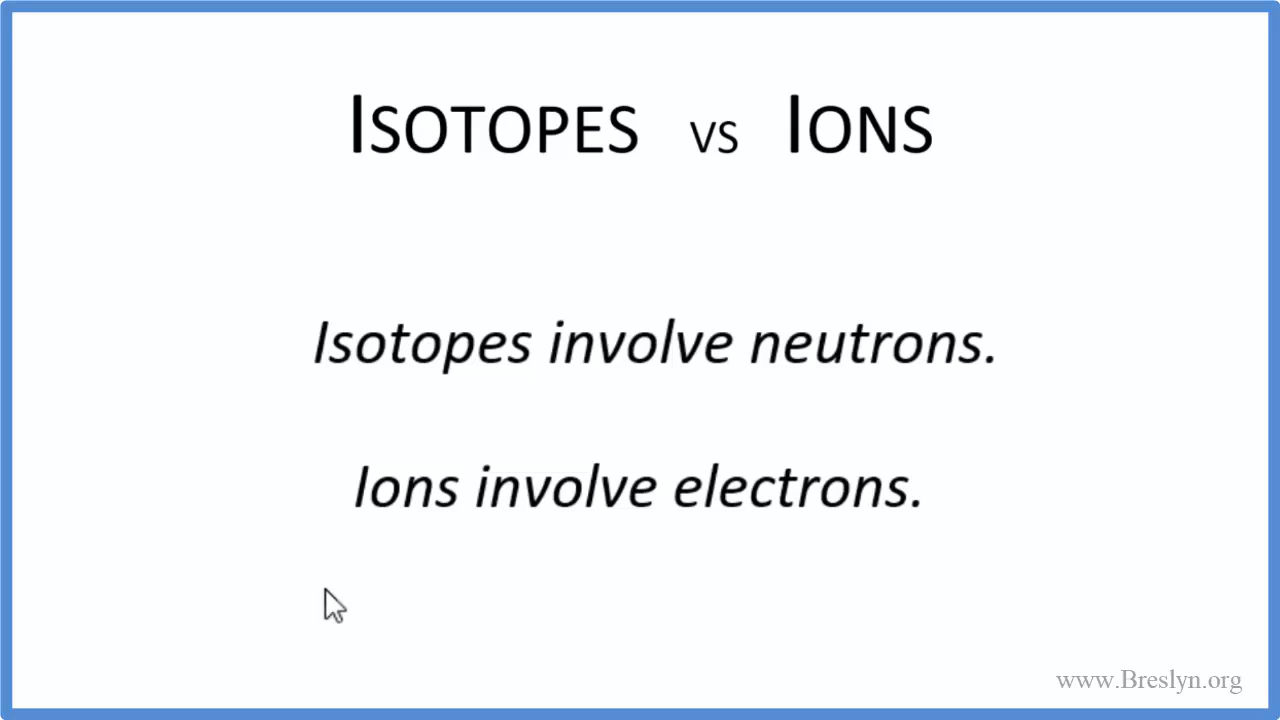 Isotopes vs Ions
Isotopes involve neutrons.
Ions involve electrons.
www.Breslyn.org